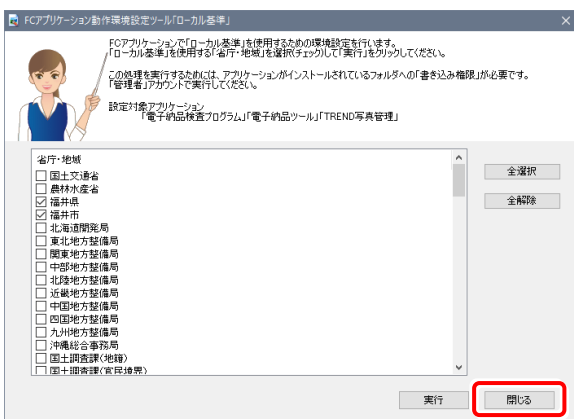 FCアプリケーション動作環境設定ツール「ローカル基準」
FCアプリケーションで「ローカル基準」を使用するための環境設定を行います。
「ローカル基準」を使用する「省庁・地域」を選択(チェック)して「実行」をクリックしてください。
この処理を実行するためには、アプリケーションがインストールされているフォルダへの「書き込み権限」が必要です。
「管理者」アカウントで実行してください。
設定対象アプリケーション
「電子納品検査プログラム」「電子納品ツール」「TREND写真管理」
省庁・地域
国土交通省
農林水産省
福井県
福井市
北海道開発局
東北地方整備局
関東地方整備局
中部地方整備局
北陸地方整備局
近畿地方整備局
中国地方整備局
四国地方整備局
九州地方整備局
沖縄総合事務局
国土調査課(地籍)
国土調査課(官民境界)
全選択
全解除
実行
閉じる